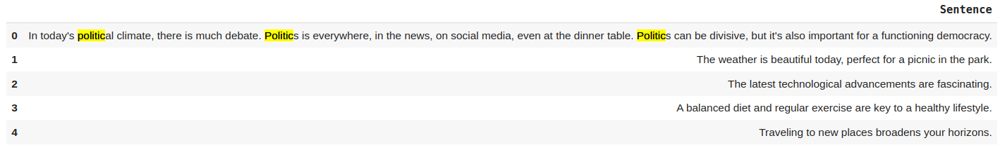 Sentence
0 In today's political climate, there is much debate. Politics is everywhere, in the news, on social media, even at the dinner table. Politics can be divisive, but it's also important for a functioning democracy.
1 The weather is beautiful today, perfect for a picnic in the park.
2 The latest technological advancements are fascinating.
3 A balanced diet and regular exercise are key to a healthy lifestyle.
4 Traveling to new places broadens your horizons.